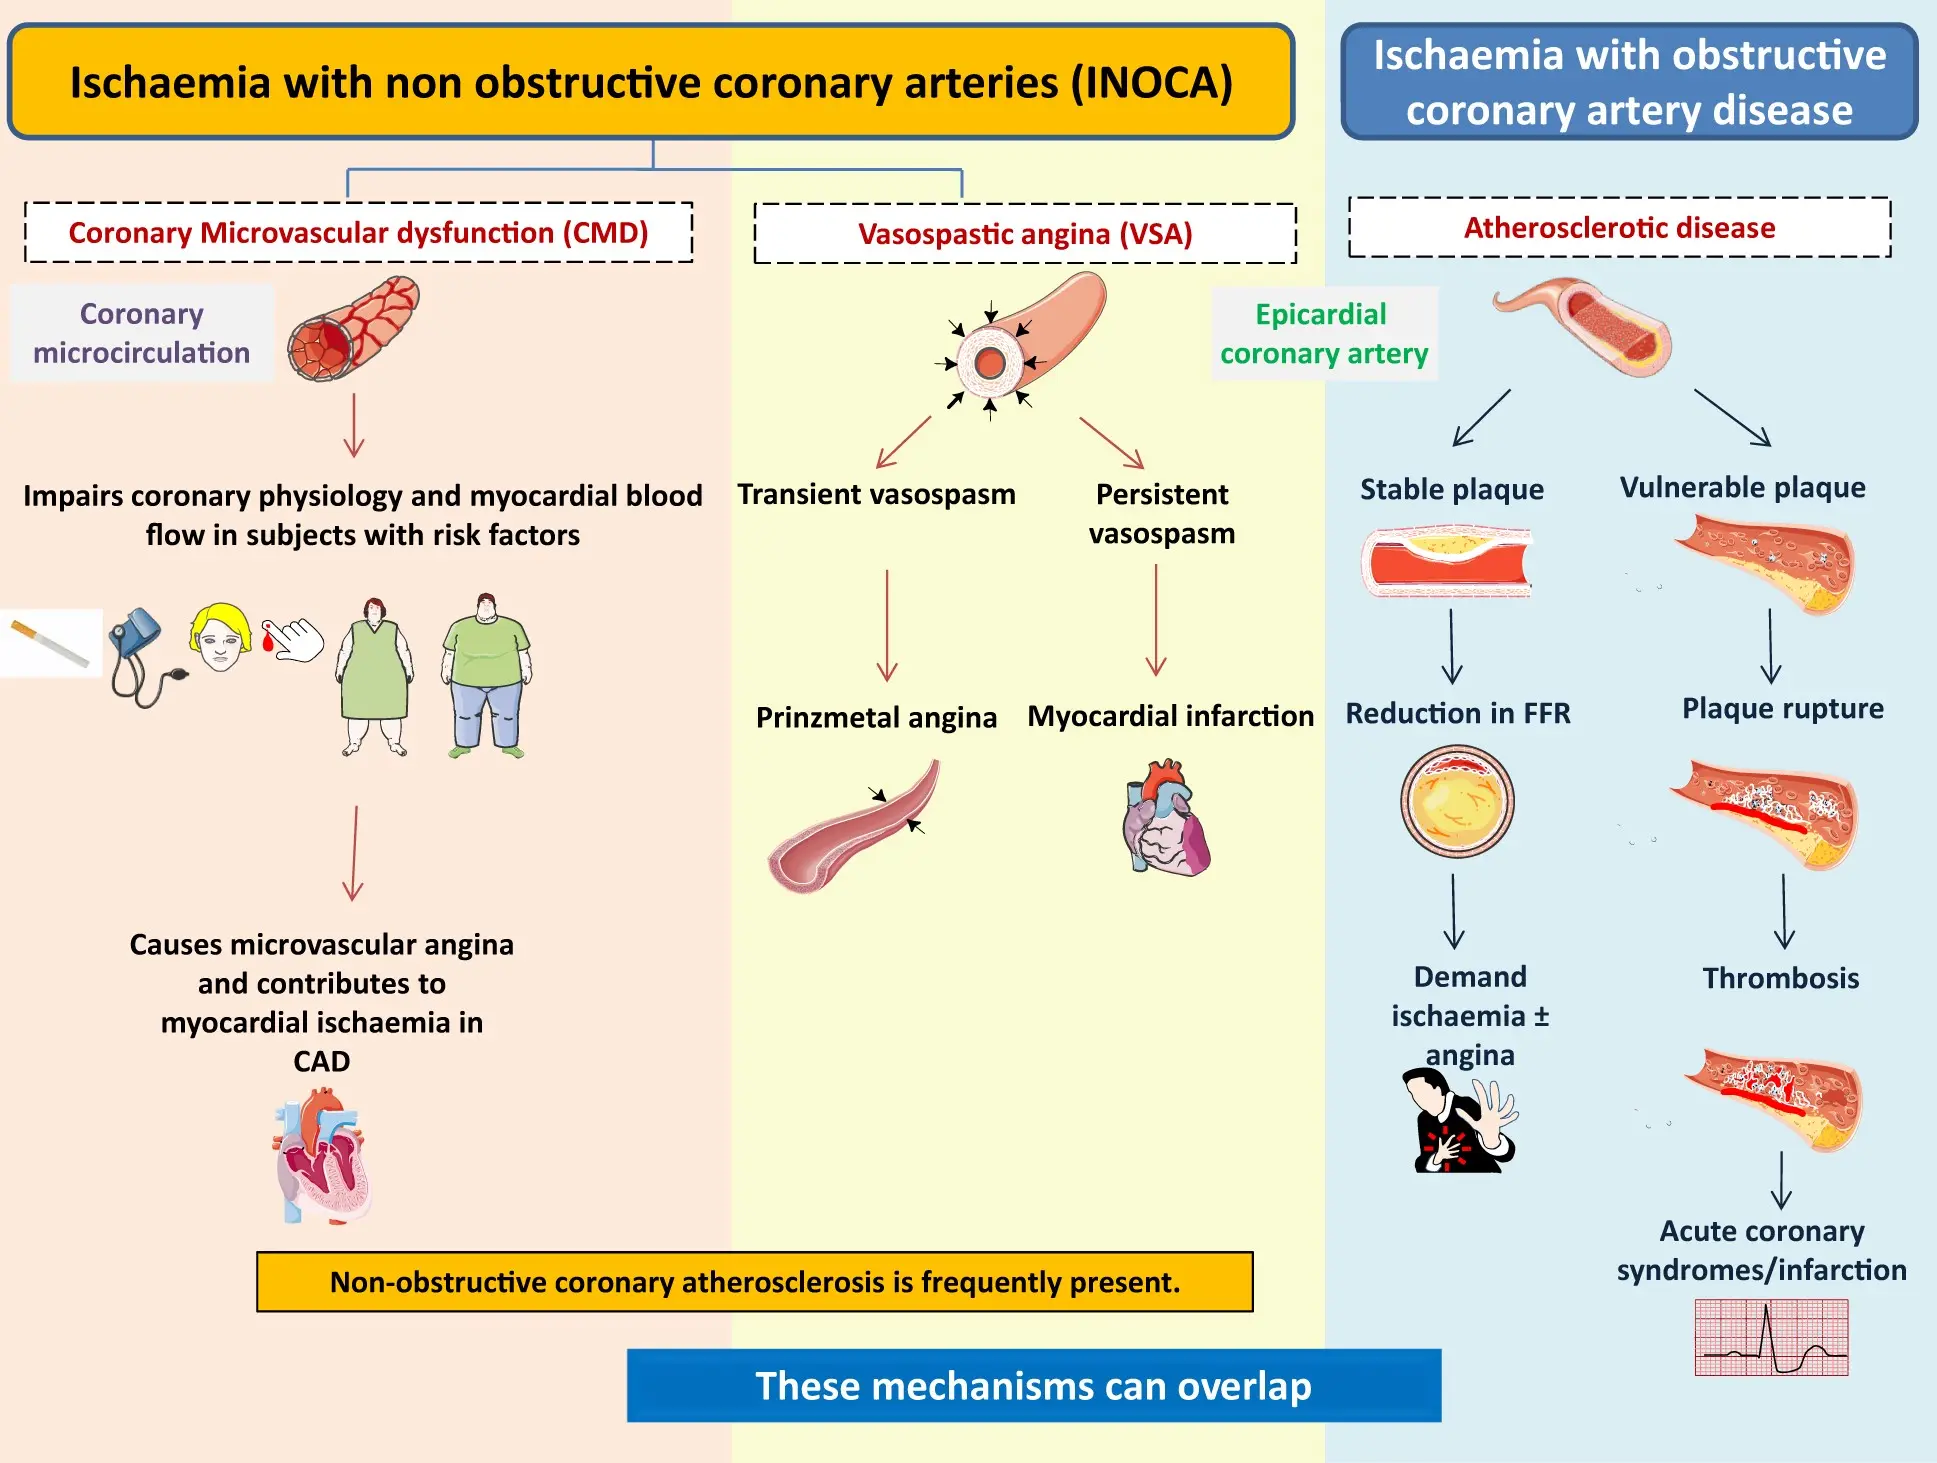 Ischaemia with non obstructive coronary arteries (INOCA)
Ischaemia with obstructive
coronary artery disease
Coronary Microvascular dysfunction (CMD)
Coronary
microcirculation
Impairs coronary physiology and myocardial blood
flow in subjects with risk factors
Causes microvascular angina
and contributes to
myocardial ischaemia in
CAD
Vasospastic angina (VSA)
Epicardial
coronary artery
Transient vasospasm
Persistent
vasospasm
Prinzmetal angina
Myocardial infarction
Atherosclerotic disease
Stable plaque
Vulnerable plaque
Reduction in FFR
Plaque rupture
Demand
ischaemia ±
angina
Thrombosis
Acute coronary
syndromes/infarction
Non-obstructive coronary atherosclerosis is frequently present.
These mechanisms can overlap